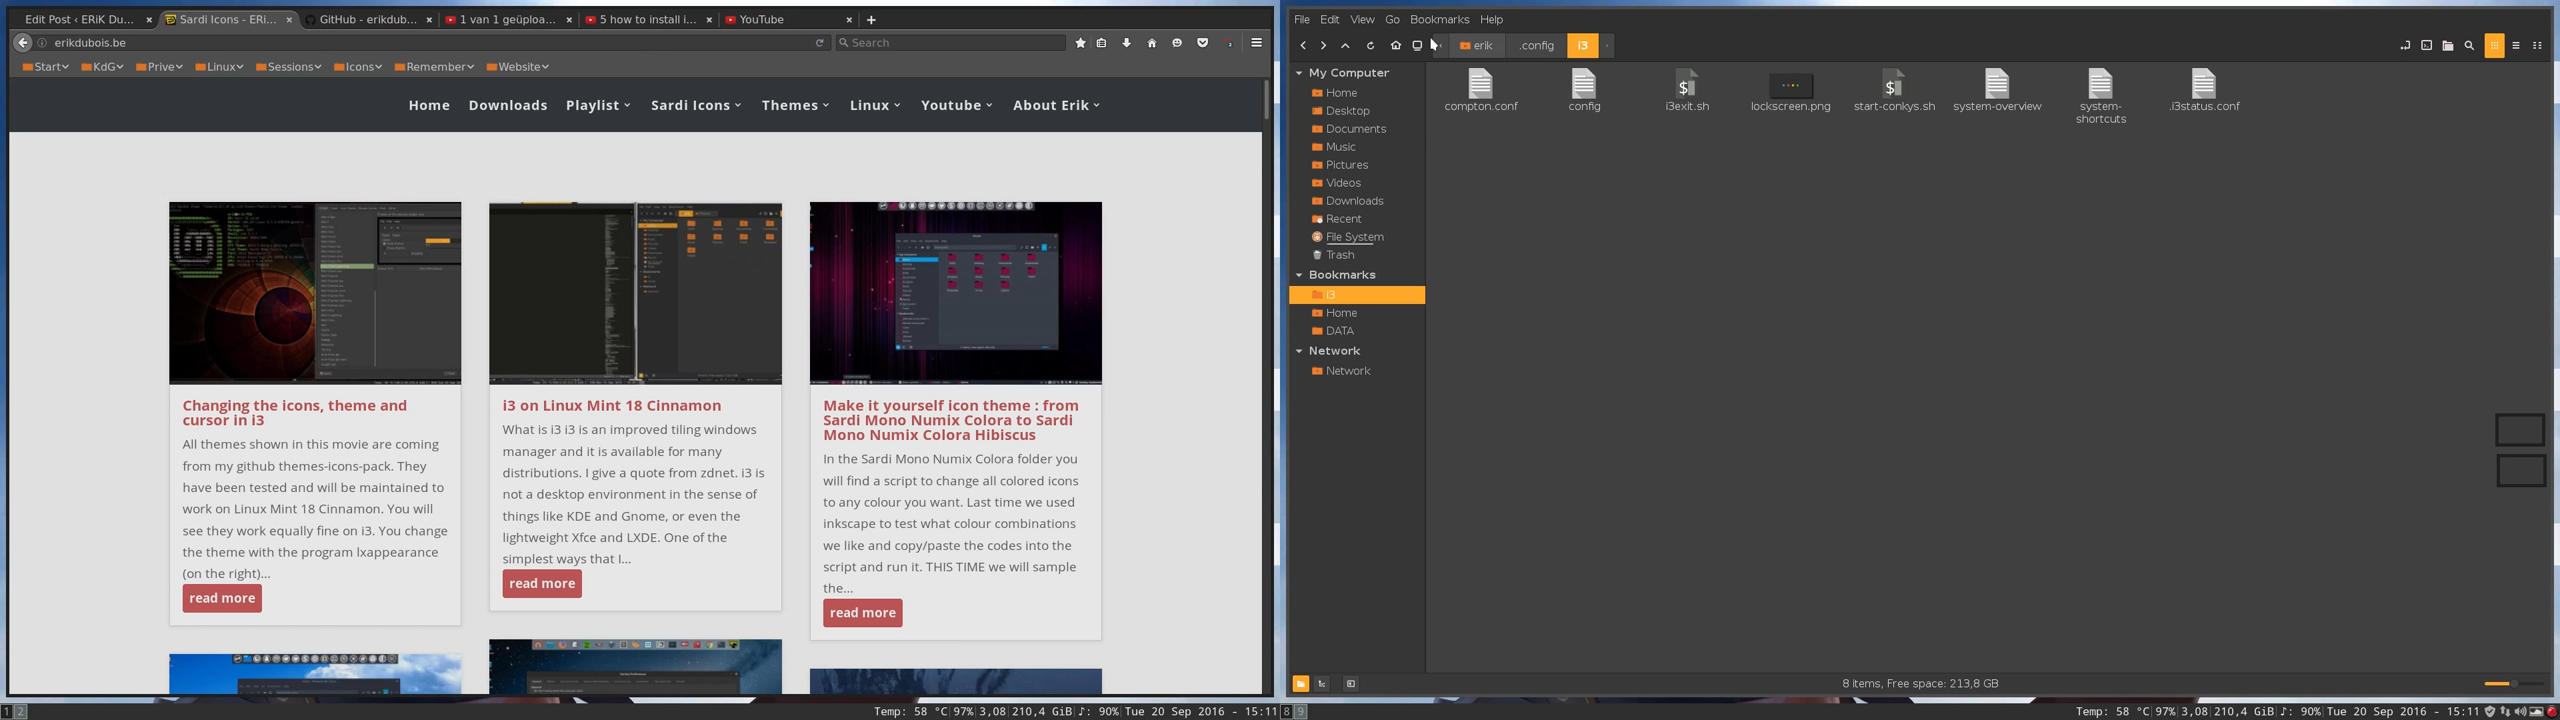 Edit Post ‹ ERiK Du...
Sardi Icons - ERi...
GitHub - erikdub...
1 van 1 geüploa...
5 how to install i...
YouTube
erikdubois.be
Search
Start
KdG
Prive
Linux
Sessions
Icons
Remember
Website
Home
Downloads
Playlist
Sardi Icons
Themes
Linux
Youtube
About Erik
Changing the icons, theme and
cursor in i3
All themes shown in this movie are coming
from my github themes-icons-pack. They
have been tested and will be maintained to
work on Linux Mint 18 Cinnamon. You will
see they work equally fine on i3. You change
the theme with the program lxappearance
(on the right)...
read more
i3 on Linux Mint 18 Cinnamon
What is i3 i3 is an improved tiling windows
manager and it is available for many
distributions. I give a quote from zdnet. i3 is
not a desktop environment in the sense of
things like KDE and Gnome, or even the
lightweight Xfce and LXDE. One of the
simplest ways that I...
read more
Make it yourself icon theme : from
Sardi Mono Numix Colora to Sardi
Mono Numix Colora Hibiscus
In the Sardi Mono Numix Colora folder you
will find a script to change all colored icons
to any colour you want. Last time we used
inkscape to test what colour combinations
we like and copy/paste the codes into the
script and run it. THIS TIME we will sample
the...
read more
1 2
Temp: 58 °C|97%|3,08|210,4 GiB|♪: 90%|Tue 20 Sep 2016 - 15:11
File Edit View Go Bookmarks Help
erik
.config
i3
My Computer
Home
Desktop
Documents
Music
Pictures
Videos
Downloads
Recent
File System
Trash
Bookmarks
i3
Home
DATA
Network
Network
compton.conf
config
i3exit.sh
lockscreen.png
start-conkys.sh
system-overview
system-
shortcuts
.i3status.conf
8 items, Free space: 213,8 GB
8 9
Temp: 58 °C|97%|3,08|210,4 GiB|♪: 90%|Tue 20 Sep 2016 - 15:11